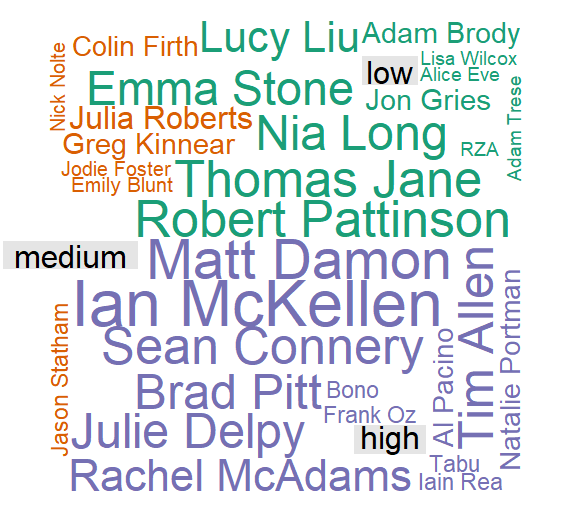 Nick Nolte
Colin Firth
Lucy Liu
Adam Brody
Lisa Wilcox
low
Alice Eve
Emma Stone
Jon Gries
Adam Trese
Julia Roberts
Nia Long
Greg Kinnear
RZA
Jodie Foster
Emily Blunt
Thomas Jane
Robert Pattinson
medium
Matt Damon
Ian McKellen
Tim Allen
Natalie Portman
Jason Statham
Sean Connery
Al Pacino
Brad Pitt
Bono
Frank Oz
Julie Delpy
high
Rachel McAdams
Tabu
Iain Rea